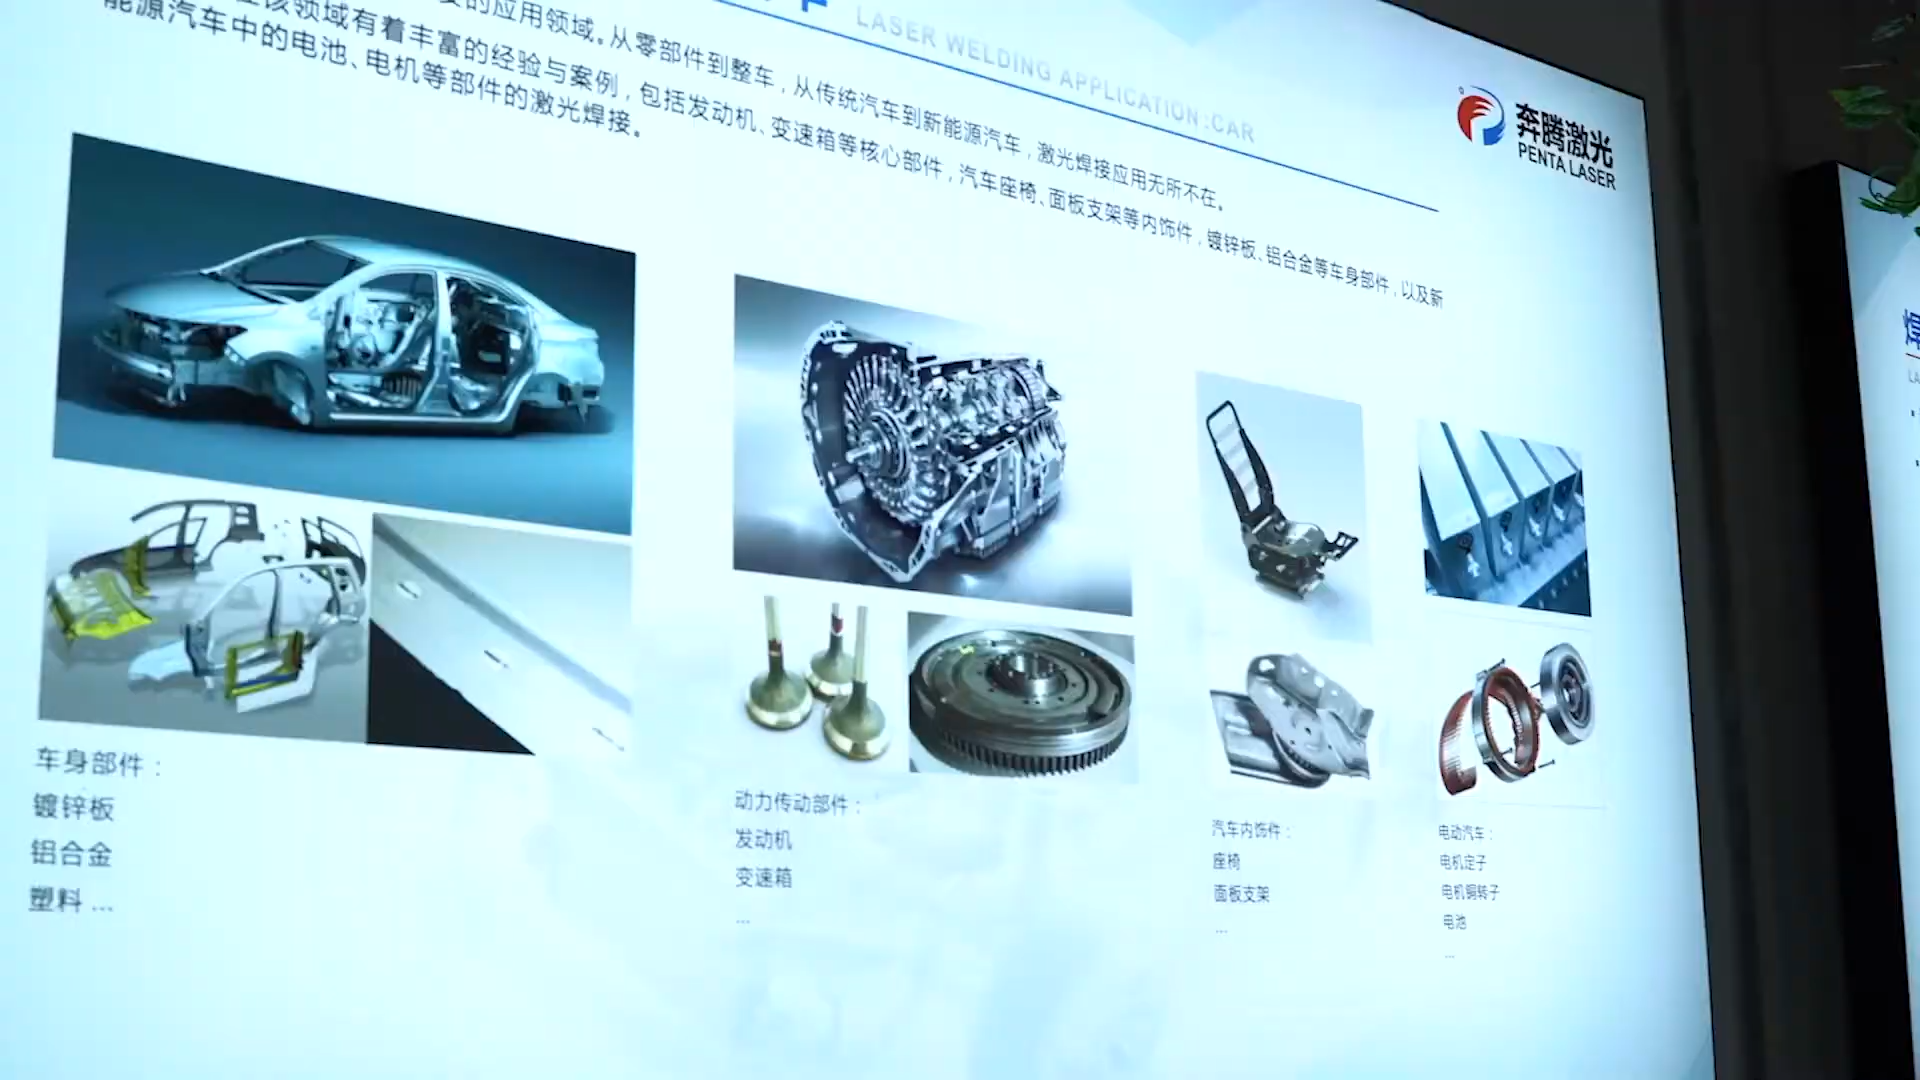 LASER WELDING APPLICATION :CAR
奔腾激光
PENTA LASER
的应用领域。从零部件到整车，从传统汽车到新能源汽车，激光焊接应用无所不在。
该领域有着丰富的经验与案例，包括发动机、变速箱等核心部件，汽车座椅、面板支架等内饰件，镀锌板、铝合金等车身部件，以及新
能源汽车中的电池、电机等部件的激光焊接。
车身部件：
镀锌板
铝合金
塑料 ...
动力传动部件：
发动机
变速箱
...
汽车内饰件：
座椅
面板支架
...
电动汽车：
电机定子
电机铜转子
电池
...